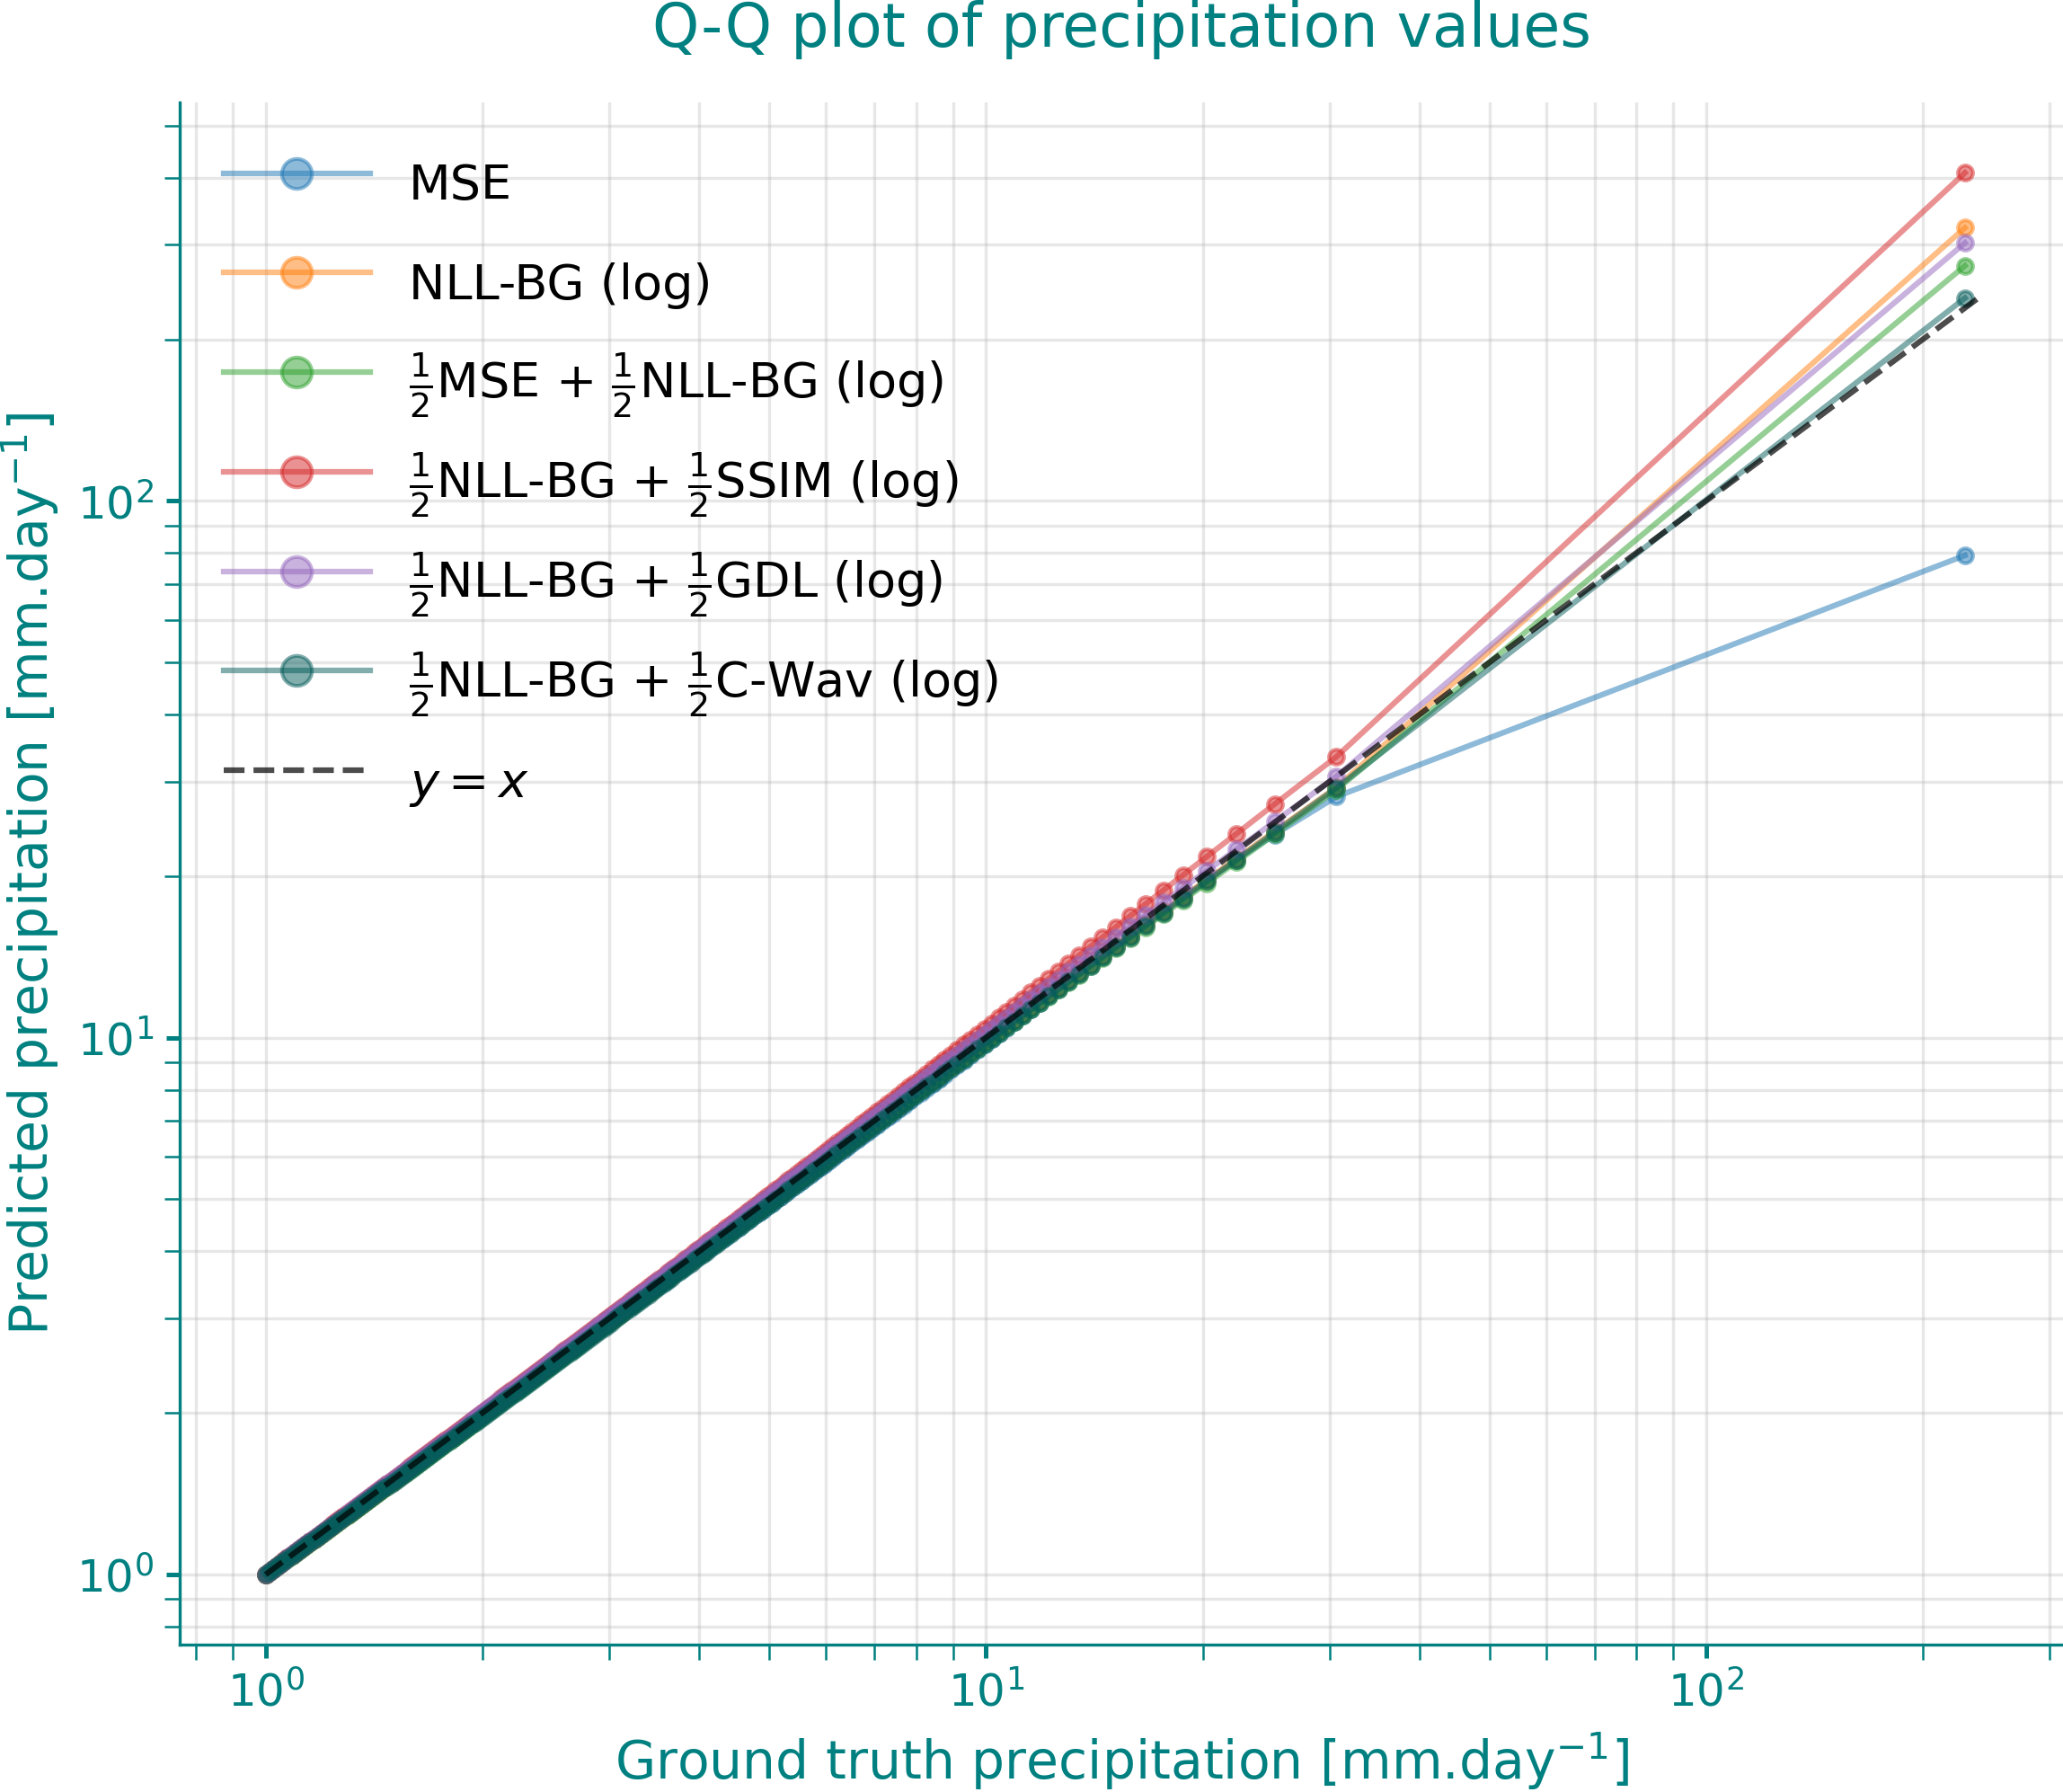 Q-Q plot of precipitation values
MSE
NLL-BG (log)
½MSE + ½NLL-BG (log)
½NLL-BG + ½SSIM (log)
½NLL-BG + ½GDL (log)
½NLL-BG + ½C-Wav (log)
y = x
Predicted precipitation [mm.day⁻¹]
10²
10¹
10⁰
10⁰ 10¹ 10²
Ground truth precipitation [mm.day⁻¹]